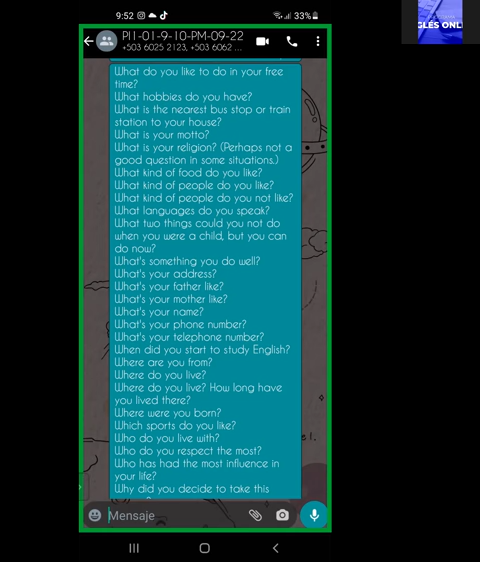 9:52
33%
PI1-01-9-10-PM-09-22
+503 6025 2123, +503 6062 ...
GLÉS ONL
What do you like to do in your free
time?
What hobbies do you have?
What is the nearest bus stop or train
station to your house?
What is your motto?
What is your religion? (Perhaps not a
good question in some situations.)
What kind of food do you like?
What kind of people do you like?
What kind of people do you not like?
What languages do you speak?
What two things could you not do
when you were a child, but you can
do now?
What's something you do well?
What's your address?
What's your father like?
What's your mother like?
What's your name?
What's your phone number?
What's your telephone number?
When did you start to study English?
Where are you from?
Where do you live?
Where do you live? How long have
you lived there?
Where were you born?
Which sports do you like?
Who do you live with?
Who do you respect the most?
Who has had the most influence in
your life?
Why did you decide to take this
Mensaje